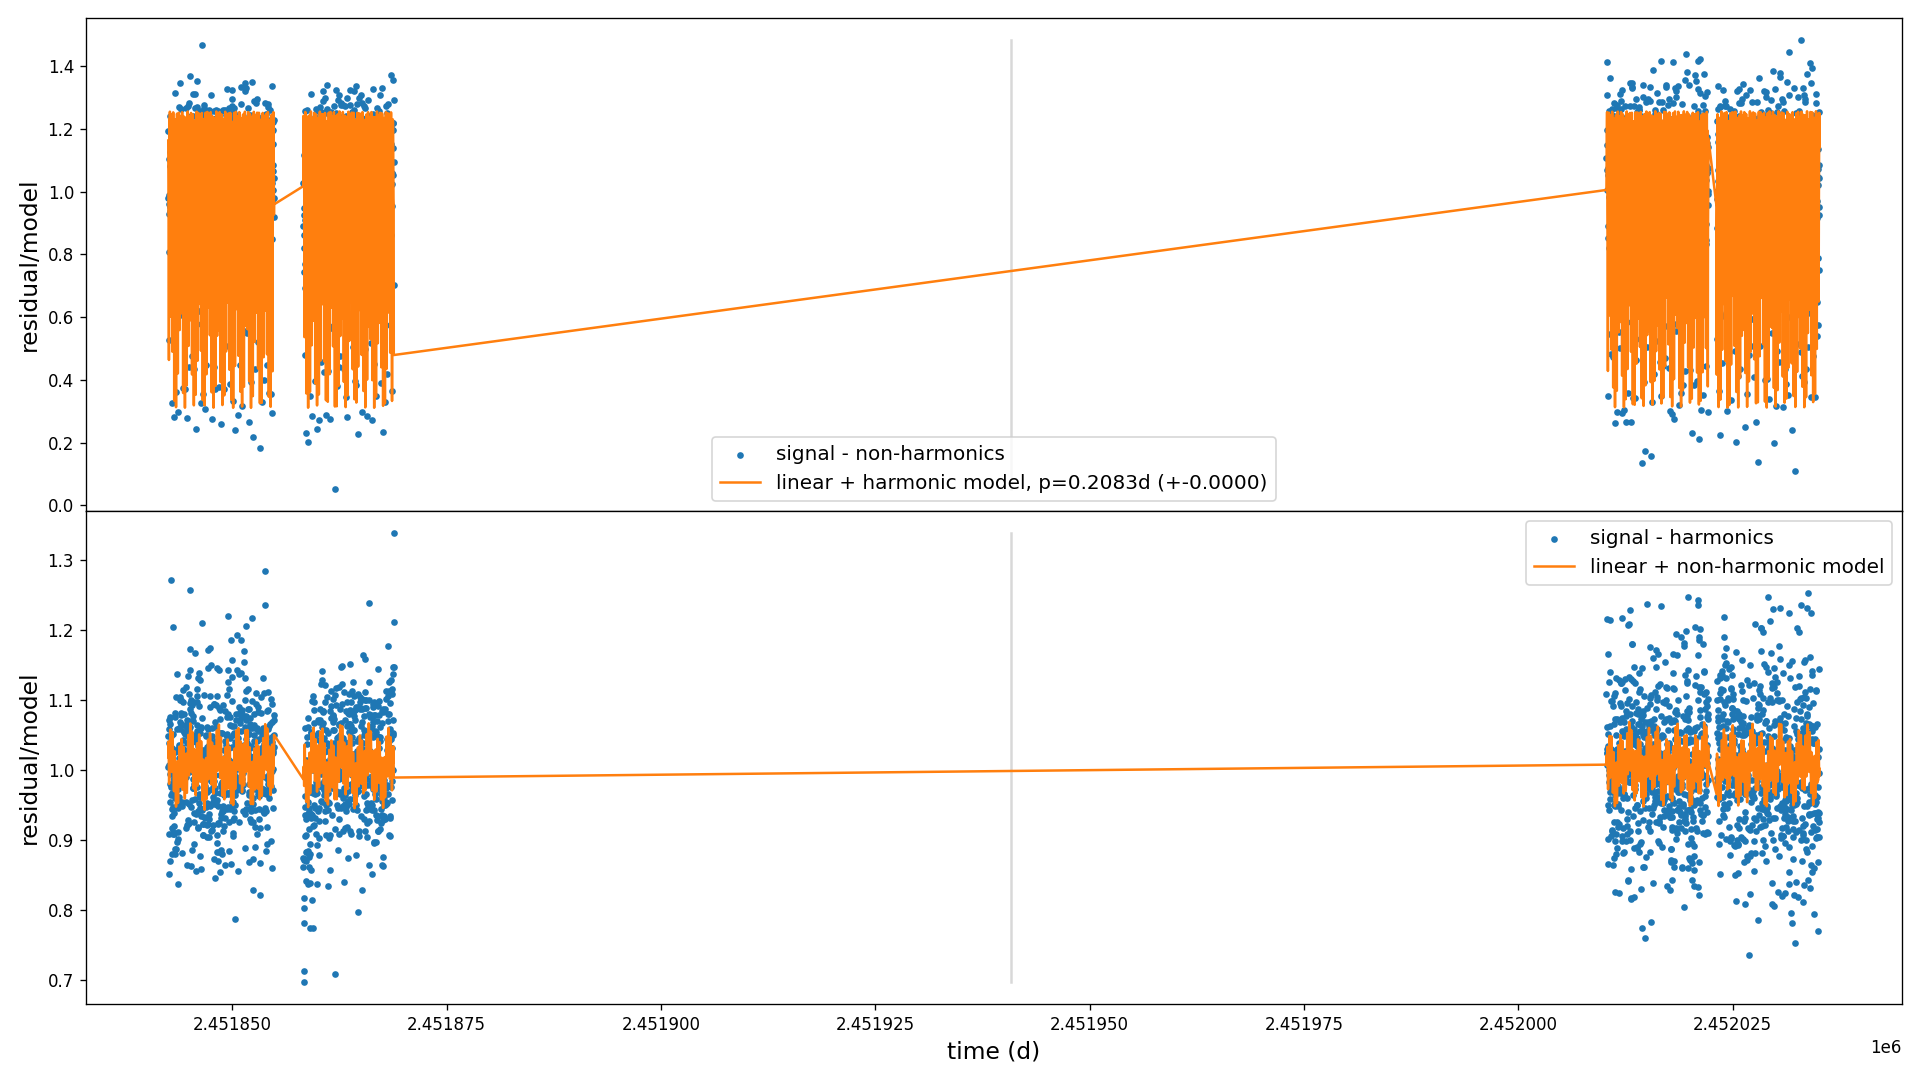 1.4
1.2
1.0
0.8
0.6
0.4
0.2
0.0
residual/model
signal - non-harmonics
linear + harmonic model, p=0.2083d (+-0.0000)
1.3
1.2
1.1
1.0
0.9
0.8
0.7
residual/model
signal - harmonics
linear + non-harmonic model
2.451850 2.451875 2.451900 2.451925 2.451950 2.451975 2.452000 2.452025
1e6
time (d)